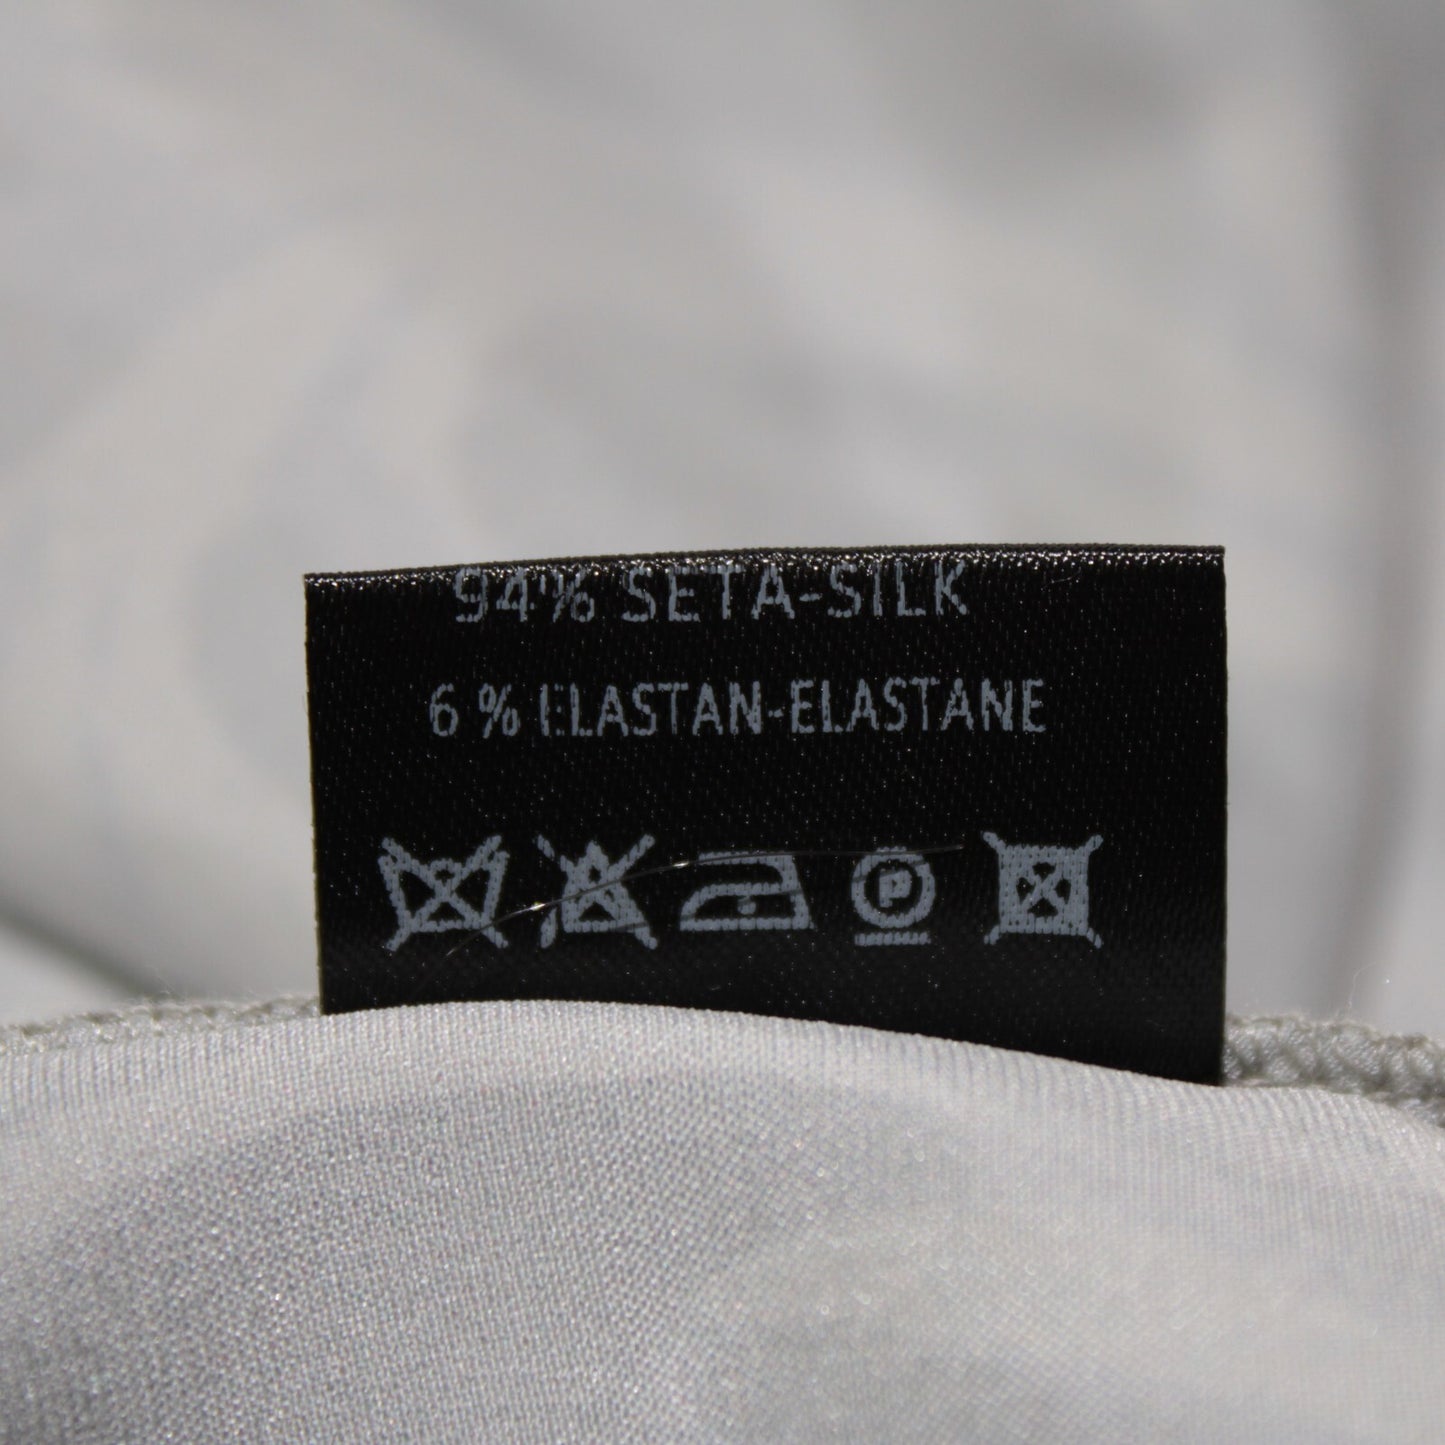 94% SETA-SILK
6 % ELASTAN-ELASTANE
P